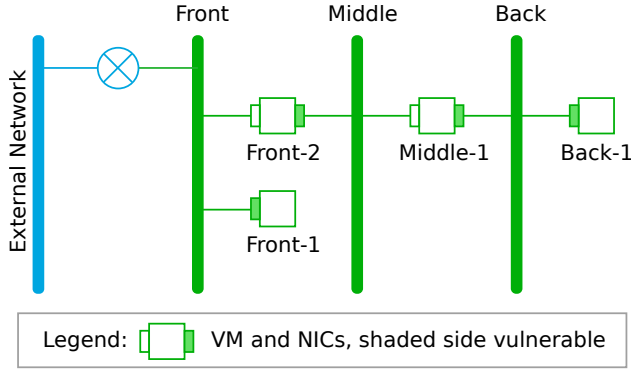 Front
Middle
Back
External Network
Front-2
Middle-1
Back-1
Front-1
Legend: VM and NICs, shaded side vulnerable